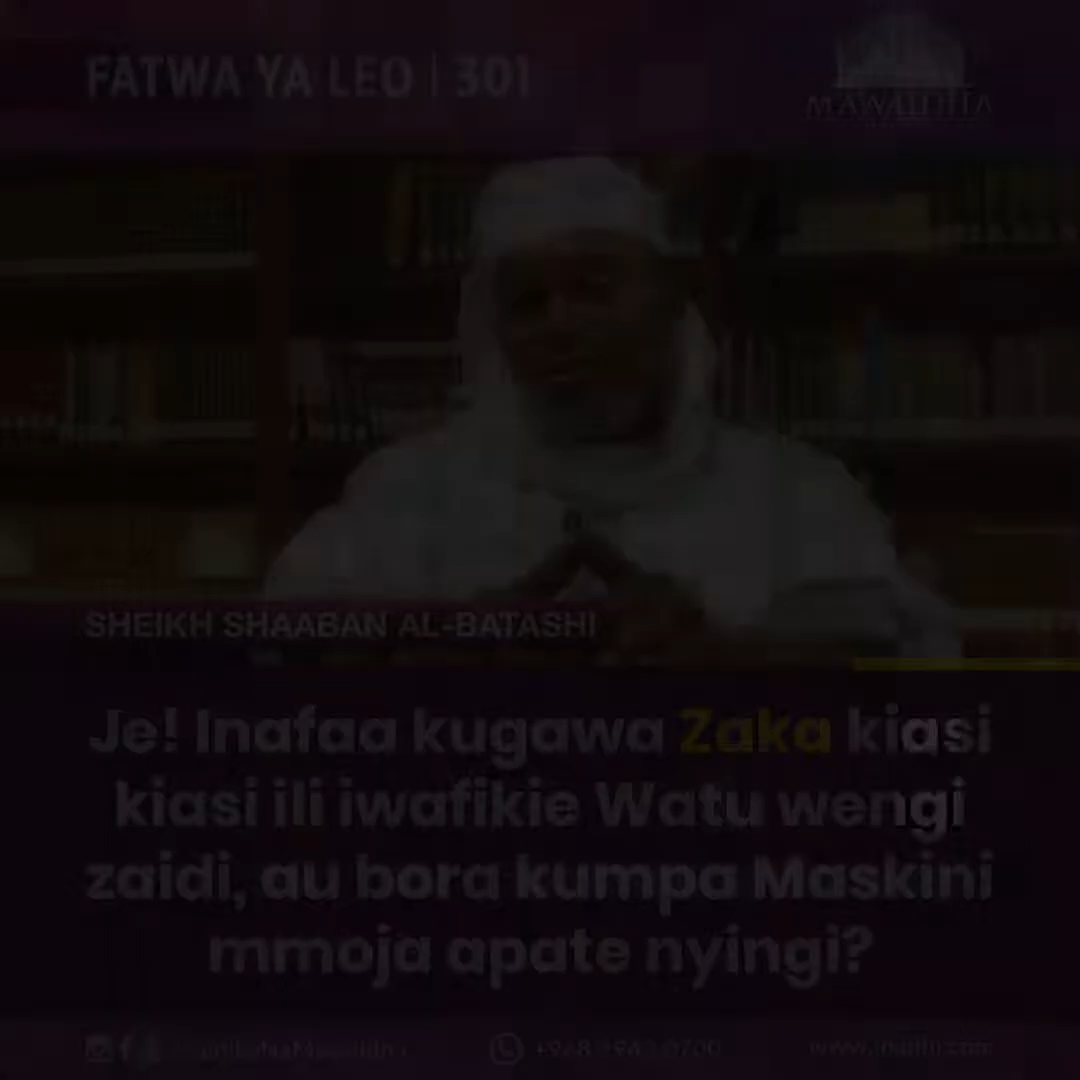 FATWA YA LEO | 301
MAWAIDHA
SHEIKH SHAABAN AL-BATASHI
Je! Inafaa kugawa Zaka kiasi
kiasi ili iwafikie Watu wengi
zaidi, au bora kumpa Maskini
mmoja apate nyingi?